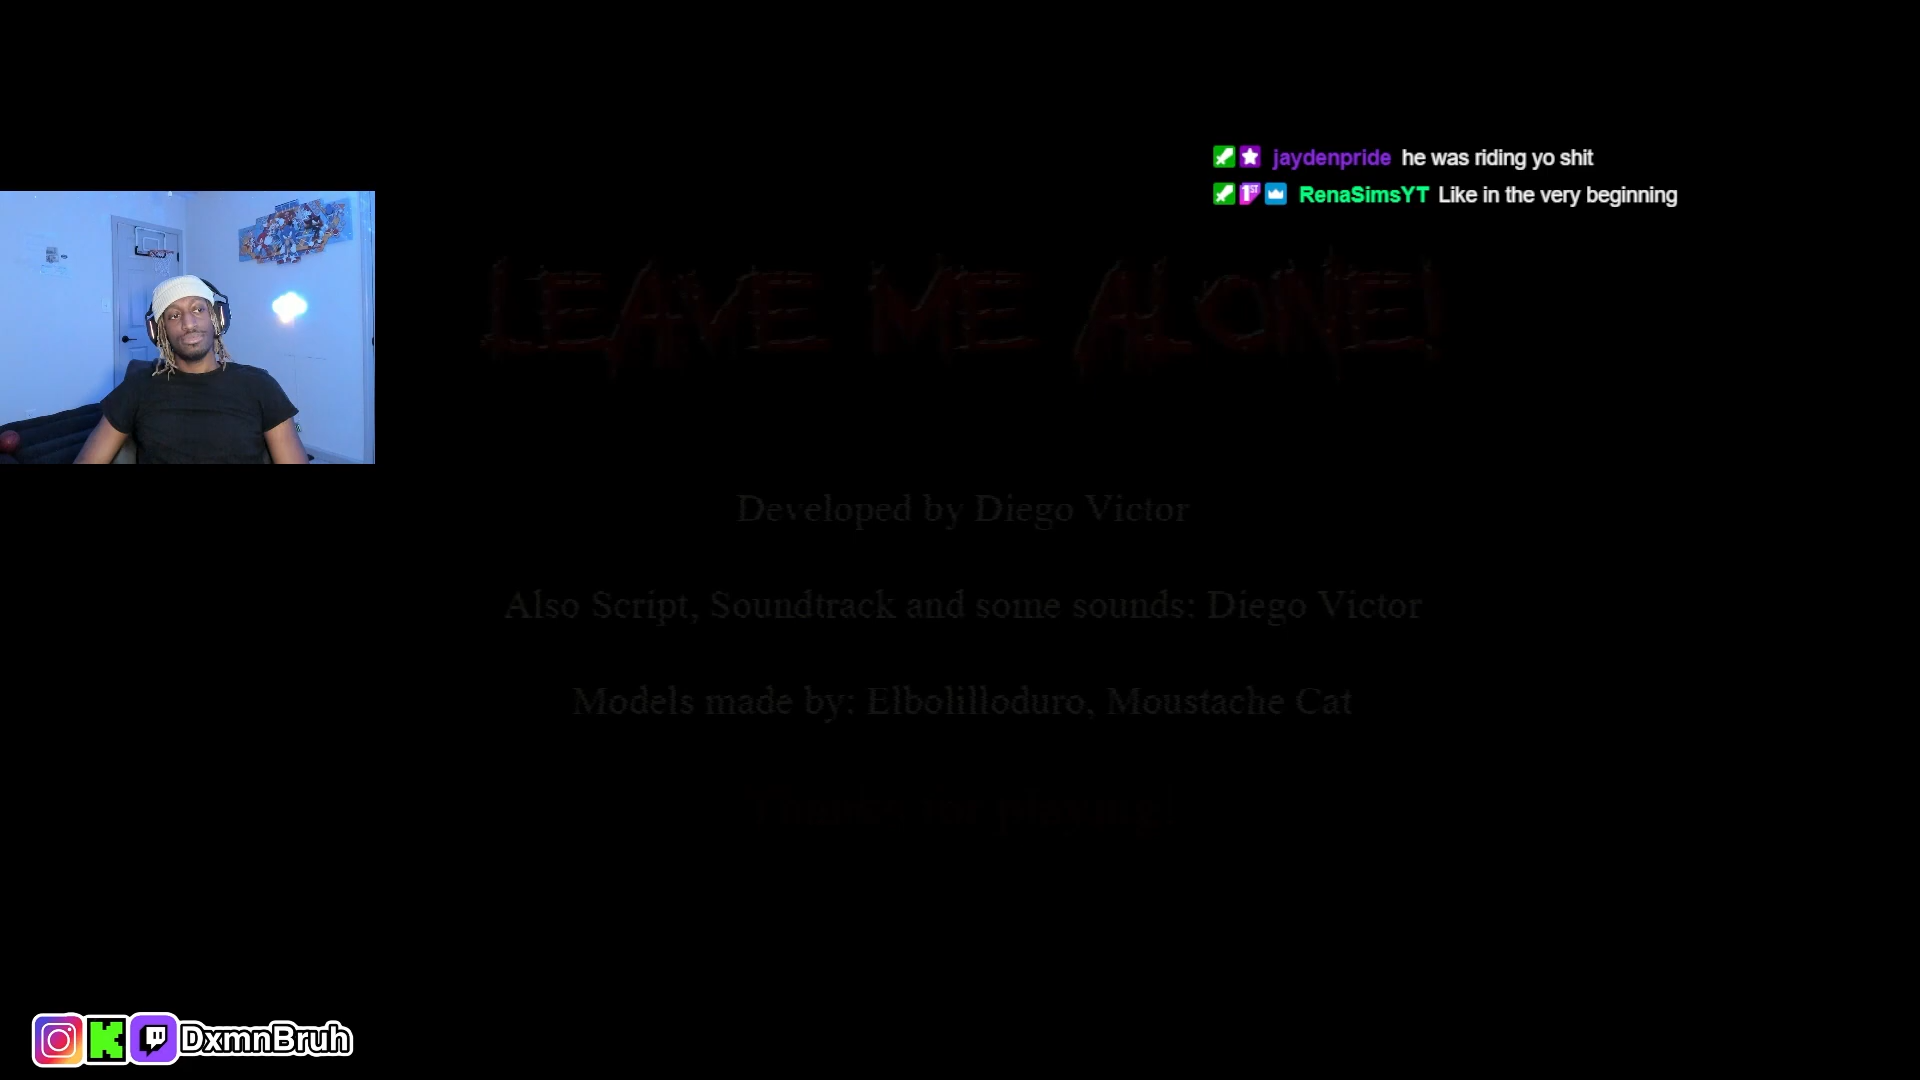 jaydenpride he was riding yo shit
1ST RenaSimsYT Like in the very beginning
LEAVE ME ALONE!
Developed by Diego Victor
Also Script, Soundtrack and some sounds: Diego Victor
Models made by: Elbolilloduro, Moustache Cat
Thanks for playing!
DxmnBruh